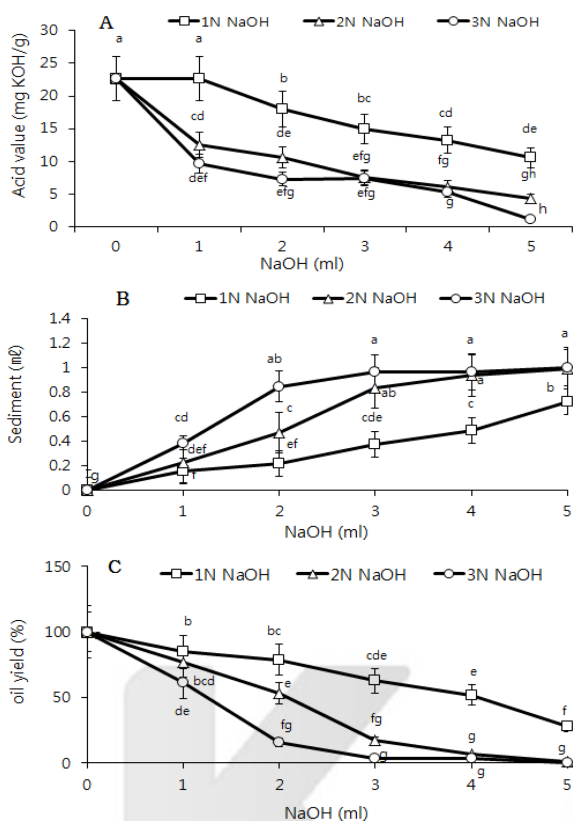 A
1N NaOH 2N NaOH 3N NaOH
Acid value (mg KOH/g)
30
25
20
15
10
5
0
a a b bc cd de
cd de efg fg gh
def efg efg g h
0 1 2 3 4 5
NaOH (ml)
B
1N NaOH 2N NaOH 3N NaOH
Sediment (㎖)
1.4
1.2
1
0.8
0.6
0.4
0.2
0
g cd ab a a a
def c ab a
f ef cde c b
0 1 2 3 4 5
NaOH (ml)
C
1N NaOH 2N NaOH 3N NaOH
oil yield (%)
150
100
50
0
b bc cde e f
bcd e fg g g
de fg g g
0 1 2 3 4 5
NaOH (ml)